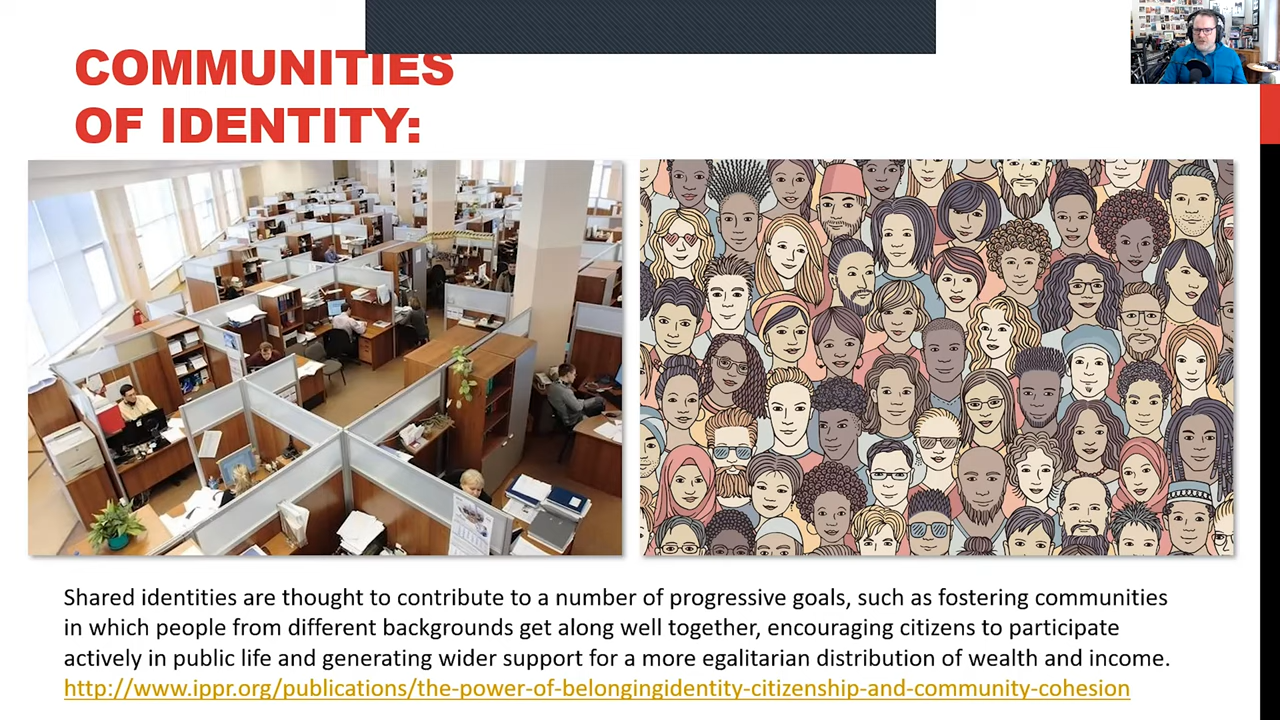 COMMUNITIES
OF IDENTITY:
Shared identities are thought to contribute to a number of progressive goals, such as fostering communities
in which people from different backgrounds get along well together, encouraging citizens to participate
actively in public life and generating wider support for a more egalitarian distribution of wealth and income.
http://www.ippr.org/publications/the-power-of-belongingidentity-citizenship-and-community-cohesion